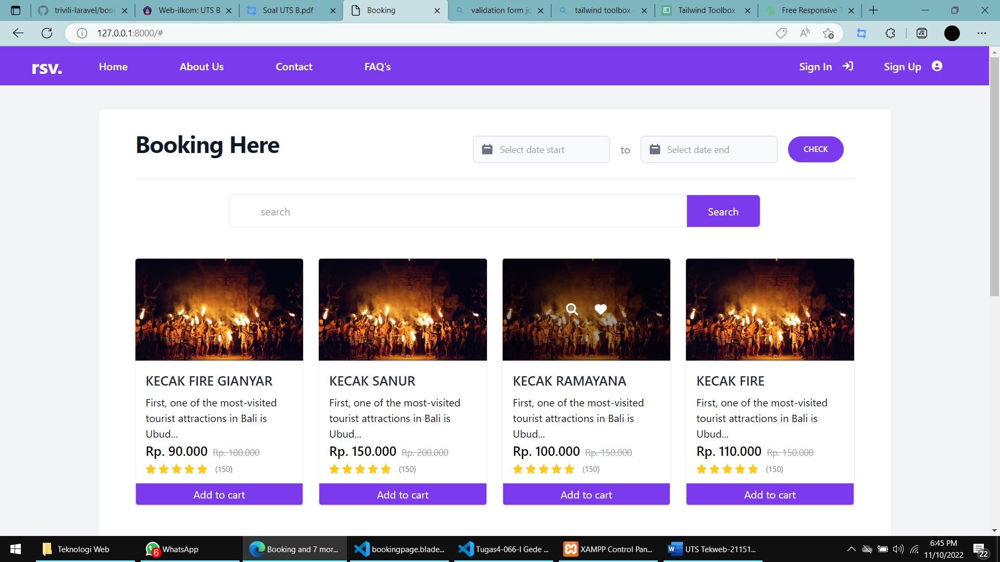 trivili-laravel/book
Web-ilkom: UTS B
Soal UTS B.pdf
Booking
validation form jq
tailwind toolbox -
Tailwind Toolbox -
Free Responsive T
127.0.0.1:8000/#
rsv.
Home
About Us
Contact
FAQ's
Sign In
Sign Up
Booking Here
Select date start
to
Select date end
CHECK
search
Search
KECAK FIRE GIANYAR
First, one of the most-visited
tourist attractions in Bali is
Ubud...
Rp. 90.000 Rp. 100.000
(150)
Add to cart
KECAK SANUR
First, one of the most-visited
tourist attractions in Bali is
Ubud...
Rp. 150.000 Rp. 200.000
(150)
Add to cart
KECAK RAMAYANA
First, one of the most-visited
tourist attractions in Bali is
Ubud...
Rp. 100.000 Rp. 150.000
(150)
Add to cart
KECAK FIRE
First, one of the most-visited
tourist attractions in Bali is
Ubud...
Rp. 110.000 Rp. 150.000
(150)
Add to cart
Teknologi Web
6
WhatsApp
Booking and 7 mor...
bookingpage.blade...
Tugas4-066-I Gede ...
XAMPP Control Pan...
UTS Tekweb-21151...
6:45 PM
11/10/2022
22